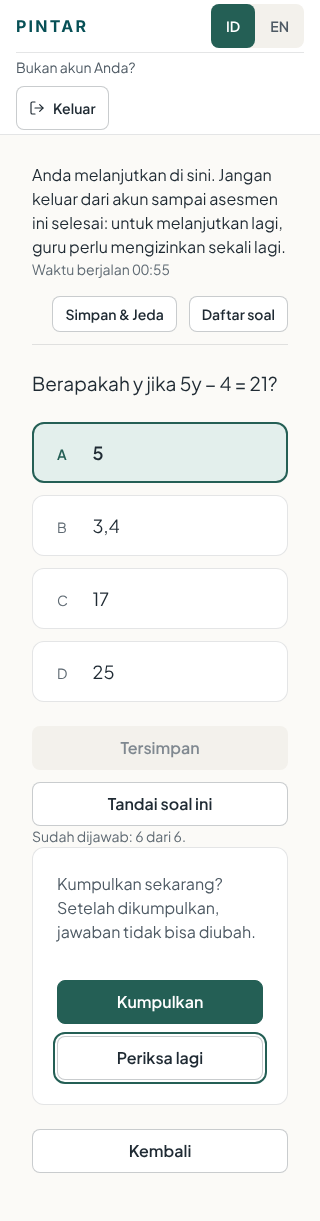 PINTAR
ID EN
Bukan akun Anda?
Keluar
Anda melanjutkan di sini. Jangan
keluar dari akun sampai asesmen
ini selesai: untuk melanjutkan lagi,
guru perlu mengizinkan sekali lagi.
Waktu berjalan 00:55
Simpan & Jeda Daftar soal
Berapakah y jika 5y – 4 = 21?
A 5
B 3,4
C 17
D 25
Tersimpan
Tandai soal ini
Sudah dijawab: 6 dari 6.
Kumpulkan sekarang?
Setelah dikumpulkan,
jawaban tidak bisa diubah.
Kumpulkan
Periksa lagi
Kembali